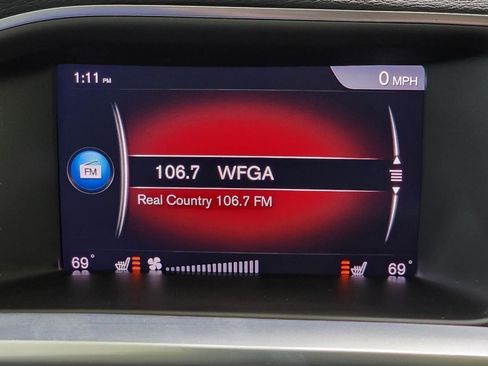 1:11 PM
0 MPH
FM
106.7 WFGA
Real Country 106.7 FM
69°
69°